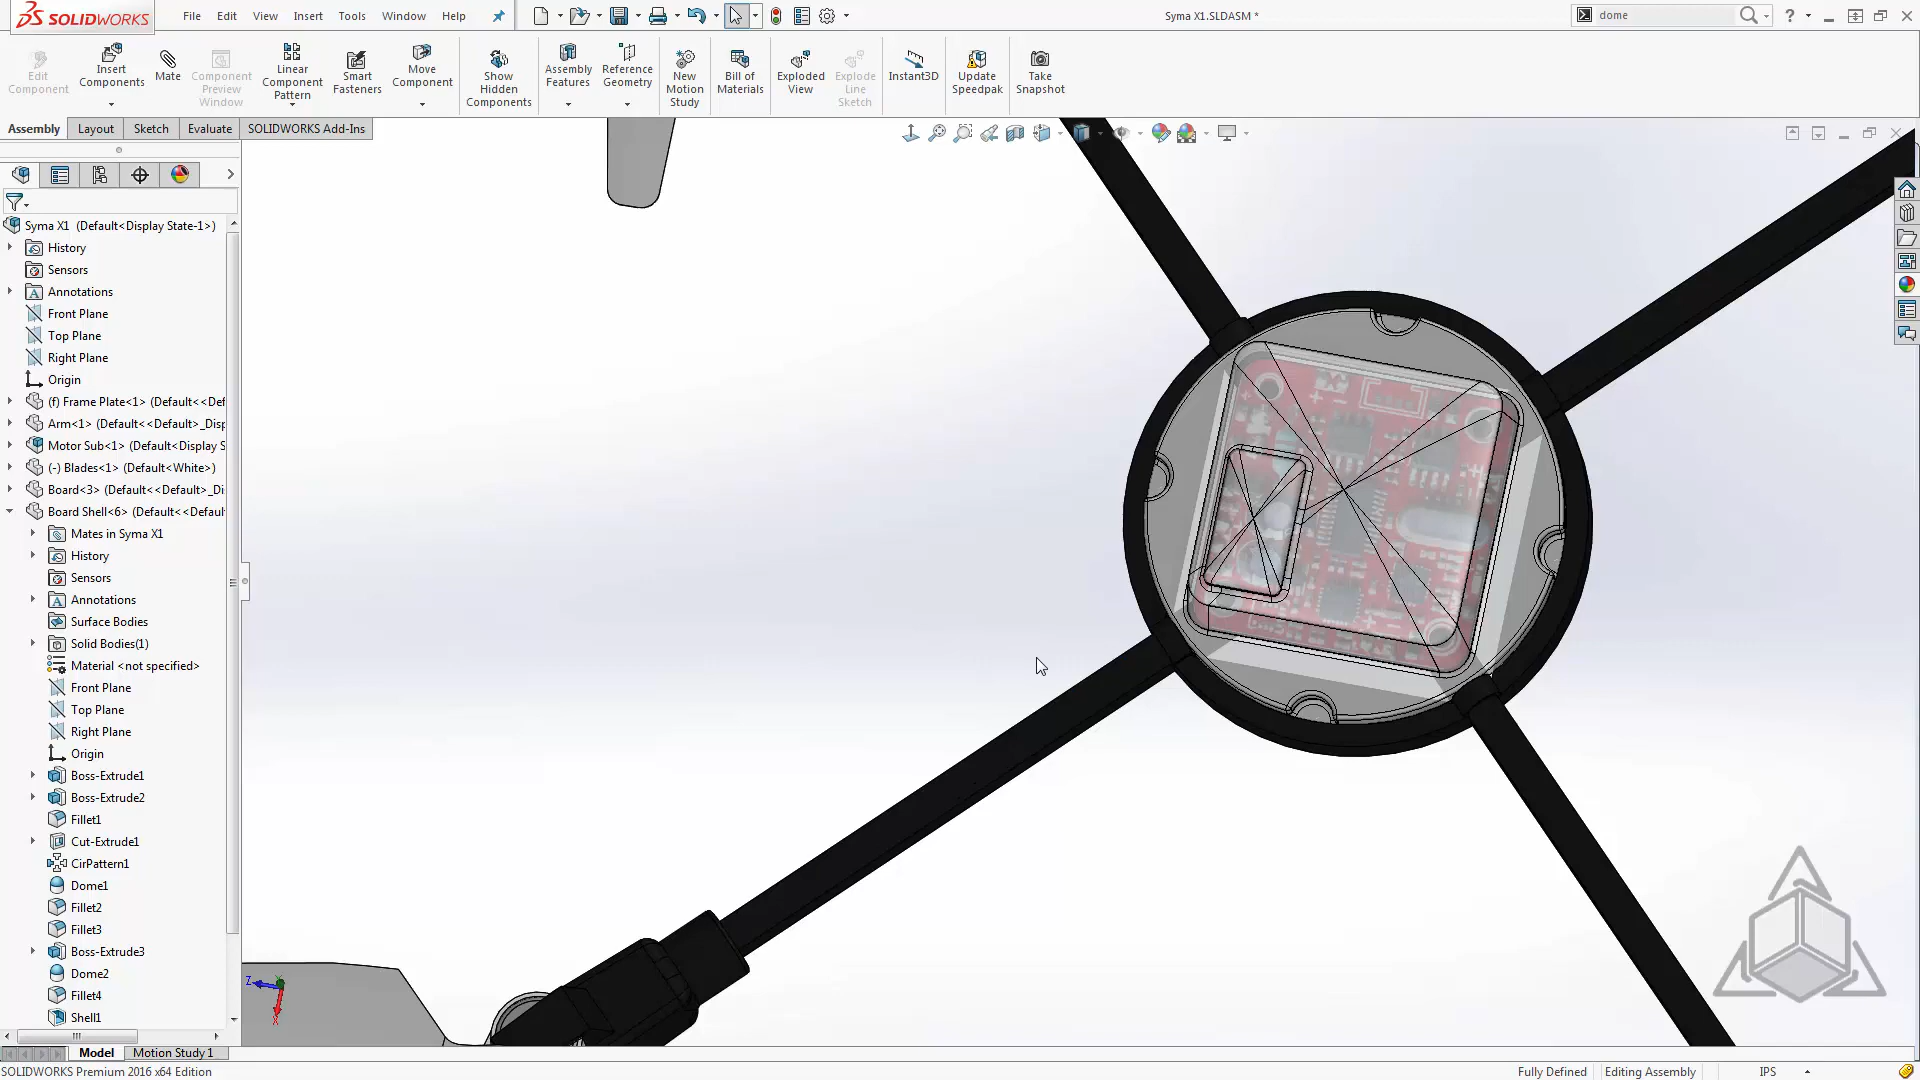 SOLIDWORKS
File Edit View Insert Tools Window Help
Syma X1.SLDASM *
dome
Edit Component
Insert Components
Mate
Component Preview Window
Linear Component Pattern
Smart Fasteners
Move Component
Show Hidden Components
Assembly Features
Reference Geometry
New Motion Study
Bill of Materials
Exploded View
Explode Line Sketch
Instant3D
Update Speedpak
Take Snapshot
Assembly Layout Sketch Evaluate SOLIDWORKS Add-Ins
Syma X1 (Default<Display State-1>)
History
Sensors
Annotations
Front Plane
Top Plane
Right Plane
Origin
(f) Frame Plate<1> (Default<<Def
Arm<1> (Default<<Default>_Disp
Motor Sub<1> (Default<Display S
(-) Blades<1> (Default<White>)
Board<3> (Default<<Default>_Di
Board Shell<6> (Default<<Defaul
Mates in Syma X1
History
Sensors
Annotations
Surface Bodies
Solid Bodies(1)
Material <not specified>
Front Plane
Top Plane
Right Plane
Origin
Boss-Extrude1
Boss-Extrude2
Fillet1
Cut-Extrude1
CirPattern1
Dome1
Fillet2
Fillet3
Boss-Extrude3
Dome2
Fillet4
Shell1
Z
X
Model Motion Study 1
SOLIDWORKS Premium 2016 x64 Edition
Fully Defined Editing Assembly IPS